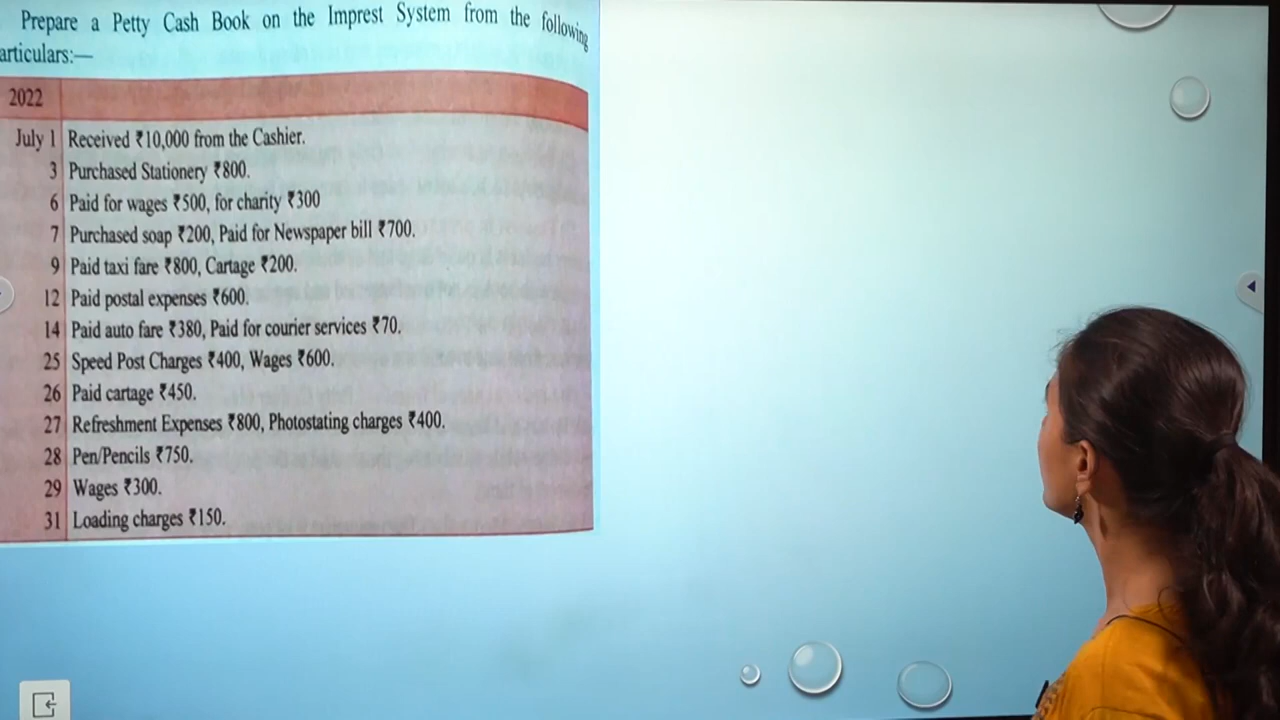 Prepare a Petty Cash Book on the Imprest System from the following
articulars:—
2022
July 1 Received ₹10,000 from the Cashier.
3 Purchased Stationery ₹800.
6 Paid for wages ₹500, for charity ₹300
7 Purchased soap ₹200, Paid for Newspaper bill ₹700.
9 Paid taxi fare ₹800, Cartage ₹200.
12 Paid postal expenses ₹600.
14 Paid auto fare ₹380, Paid for courier services ₹70.
25 Speed Post Charges ₹400, Wages ₹600.
26 Paid cartage ₹450.
27 Refreshment Expenses ₹800, Photostating charges ₹400.
28 Pen/Pencils ₹750.
29 Wages ₹300.
31 Loading charges ₹150.